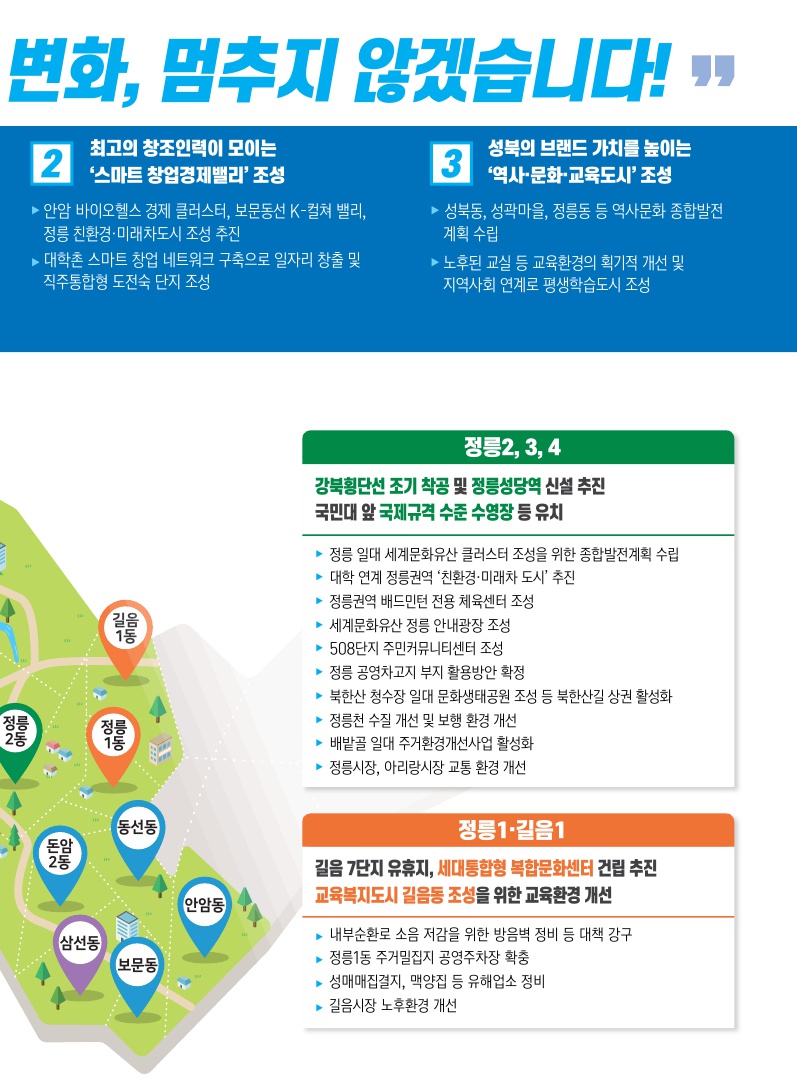 변화, 멈추지 않겠습니다! ”
2
최고의 창조인력이 모이는
‘스마트 창업경제밸리’ 조성
▶ 안암 바이오헬스 경제 클러스터, 보문동선 K-컬쳐 밸리,
정릉 친환경·미래차도시 조성 추진
▶ 대학촌 스마트 창업 네트워크 구축으로 일자리 창출 및
직주통합형 도전숙 단지 조성
3
성북의 브랜드 가치를 높이는
‘역사·문화·교육도시’ 조성
▶ 성북동, 성곽마을, 정릉동 등 역사문화 종합발전
계획 수립
▶ 노후된 교실 등 교육환경의 획기적 개선 및
지역사회 연계로 평생학습도시 조성
길음
1동
정릉
2동
정릉
1동
동선동
돈암
2동
안암동
삼선동
보문동
정릉2, 3, 4
강북횡단선 조기 착공 및 정릉성당역 신설 추진
국민대 앞 국제규격 수준 수영장 등 유치
▶ 정릉 일대 세계문화유산 클러스터 조성을 위한 종합발전계획 수립
▶ 대학 연계 정릉권역 ‘친환경·미래차 도시’ 추진
▶ 정릉권역 배드민턴 전용 체육센터 조성
▶ 세계문화유산 정릉 안내광장 조성
▶ 508단지 주민커뮤니티센터 조성
▶ 정릉 공영차고지 부지 활용방안 확정
▶ 북한산 청수장 일대 문화생태공원 조성 등 북한산길 상권 활성화
▶ 정릉천 수질 개선 및 보행 환경 개선
▶ 배밭골 일대 주거환경개선사업 활성화
▶ 정릉시장, 아리랑시장 교통 환경 개선
정릉1·길음1
길음 7단지 유휴지, 세대통합형 복합문화센터 건립 추진
교육복지도시 길음동 조성을 위한 교육환경 개선
▶ 내부순환로 소음 저감을 위한 방음벽 정비 등 대책 강구
▶ 정릉1동 주거밀집지 공영주차장 확충
▶ 성매매집결지, 맥양집 등 유해업소 정비
▶ 길음시장 노후환경 개선